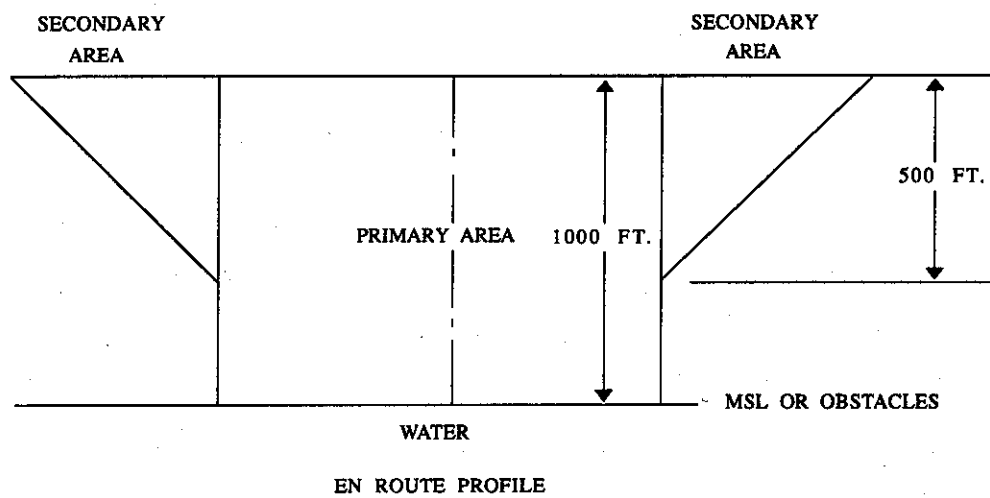 SECONDARY
AREA
SECONDARY
AREA
500 FT.
PRIMARY AREA
1000 FT.
MSL OR OBSTACLES
WATER
EN ROUTE PROFILE